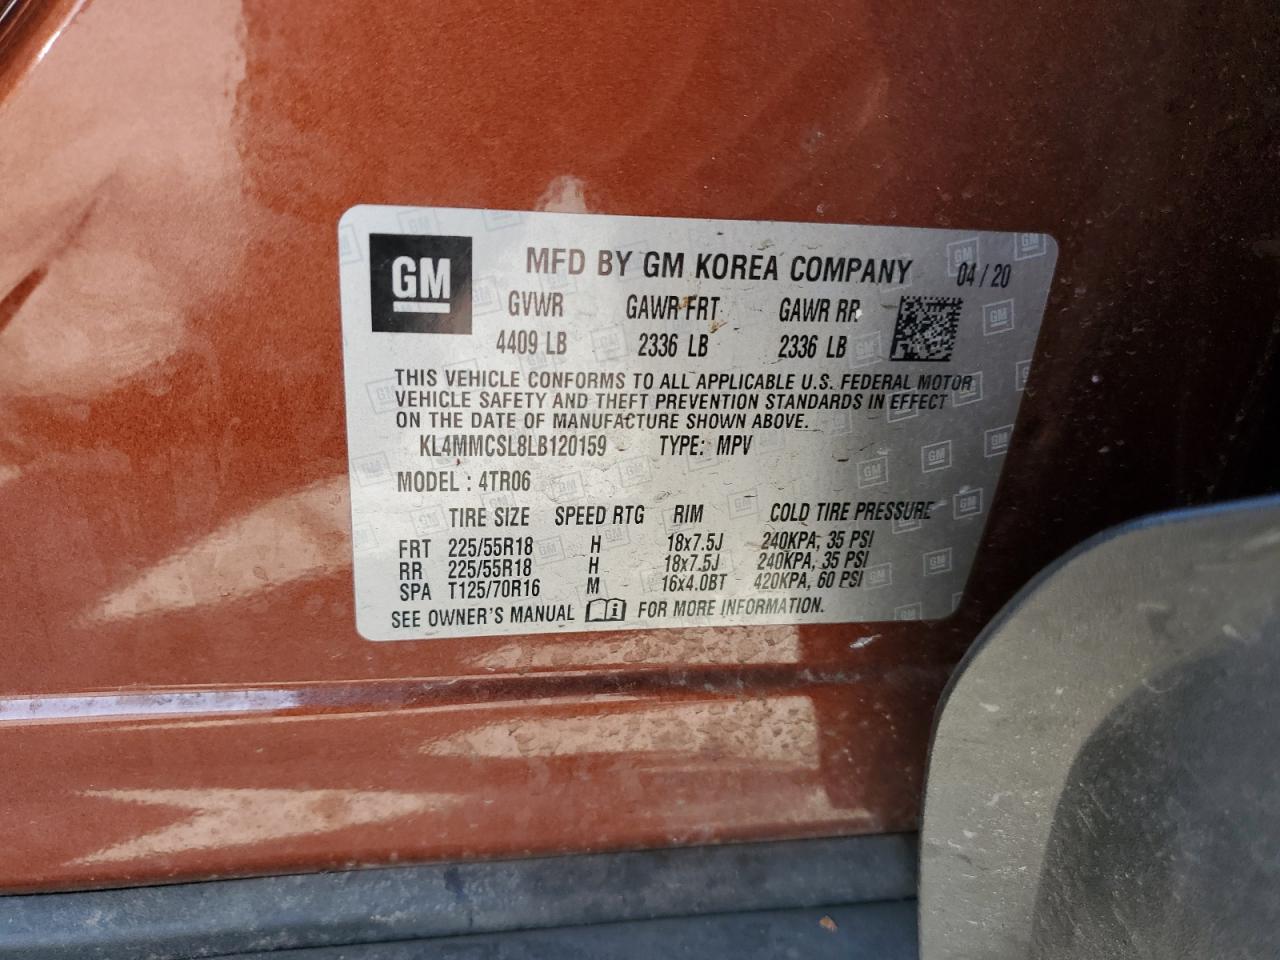 GM MFD BY GM KOREA COMPANY 04 / 20
GVWR GAWR FRT GAWR RR
4409 LB 2336 LB 2336 LB
THIS VEHICLE CONFORMS TO ALL APPLICABLE U.S. FEDERAL MOTOR
VEHICLE SAFETY AND THEFT PREVENTION STANDARDS IN EFFECT
ON THE DATE OF MANUFACTURE SHOWN ABOVE.
KL4MMCSL8LB120159 TYPE: MPV
MODEL : 4TR06
TIRE SIZE SPEED RTG RIM COLD TIRE PRESSURE
FRT 225/55R18 H 18x7.5J 240KPA, 35 PSI
RR 225/55R18 H 18x7.5J 240KPA, 35 PSI
SPA T125/70R16 M 16x4.0BT 420KPA, 60 PSI
SEE OWNER'S MANUAL i FOR MORE INFORMATION.